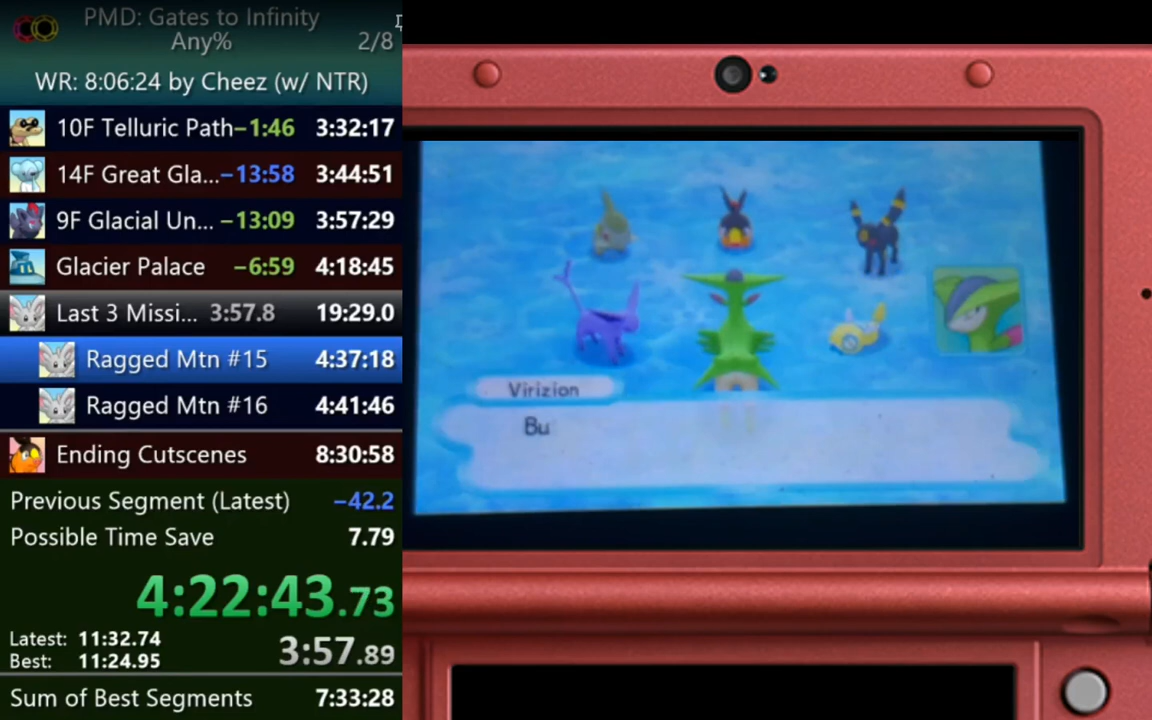 PMD: Gates to Infinity
Any%
2/8
WR: 8:06:24 by Cheez (w/ NTR)
10F Telluric Path −1:46 3:32:17
14F Great Gla... −13:58 3:44:51
9F Glacial Un... −13:09 3:57:29
Glacier Palace −6:59 4:18:45
Last 3 Missi... 3:57.8 19:29.0
Ragged Mtn #15 4:37:18
Ragged Mtn #16 4:41:46
Ending Cutscenes 8:30:58
Previous Segment (Latest) −42.2
Possible Time Save 7.79
4:22:43.73
Latest: 11:32.74
Best: 11:24.95
3:57.89
Sum of Best Segments 7:33:28
Virizion
Bu